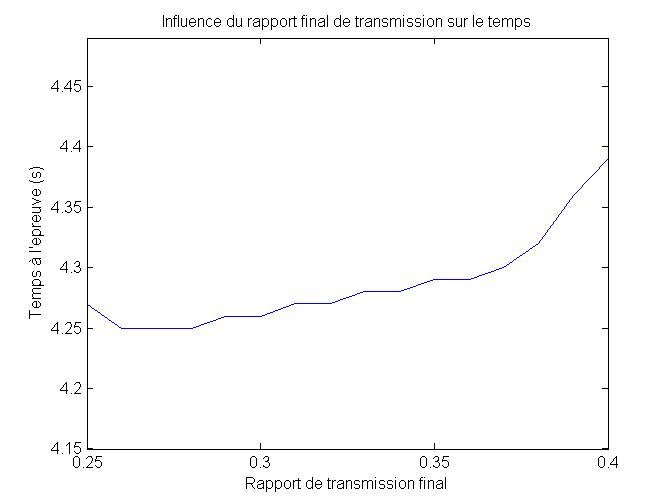 Influence du rapport final de transmission sur le temps
4.45
4.4
4.35
4.3
4.25
4.2
4.15
Temps à l'epreuve (s)
0.25 0.3 0.35 0.4
Rapport de transmission final